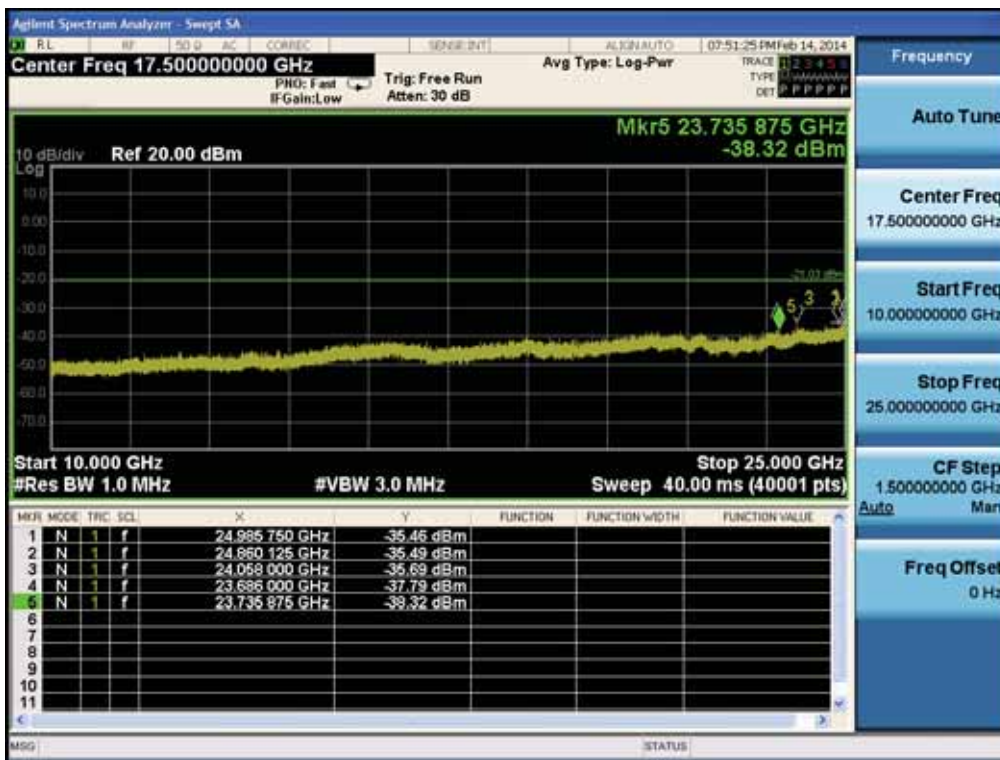 Agilent Spectrum Analyzer - Swept SA
RL RF 50 Ω AC CORREC SENSE:INT ALIGN AUTO 07:51:25 PM Feb 14, 2014
Center Freq 17.500000000 GHz
PNO: Fast
IFGain:Low
Trig: Free Run
Atten: 30 dB
Avg Type: Log-Pwr
TRACE 1 2 3 4 5 6
TYPE
DET P P P P P P
Mkr5 23.735 875 GHz
-38.32 dBm
10 dB/div Ref 20.00 dBm
Log
10.0
0.00
-10.0
-20.0
-30.0
-40.0
-50.0
-60.0
-70.0
-21.03 dBm
5 3
Start 10.000 GHz Stop 25.000 GHz
#Res BW 1.0 MHz #VBW 3.0 MHz Sweep 40.00 ms (40001 pts)
MKR MODE TRC SCL X Y FUNCTION FUNCTION WIDTH FUNCTION VALUE
1 N 1 f 24.985 750 GHz -35.46 dBm
2 N 1 f 24.860 125 GHz -35.49 dBm
3 N 1 f 24.058 000 GHz -35.69 dBm
4 N 1 f 23.686 000 GHz -37.79 dBm
5 N 1 f 23.735 875 GHz -38.32 dBm
6
7
8
9
10
11
MSG STATUS
Frequency
Auto Tune
Center Freq
17.500000000 GHz
Start Freq
10.000000000 GHz
Stop Freq
25.000000000 GHz
CF Step
1.500000000 GHz
Auto Man
Freq Offset
0 Hz